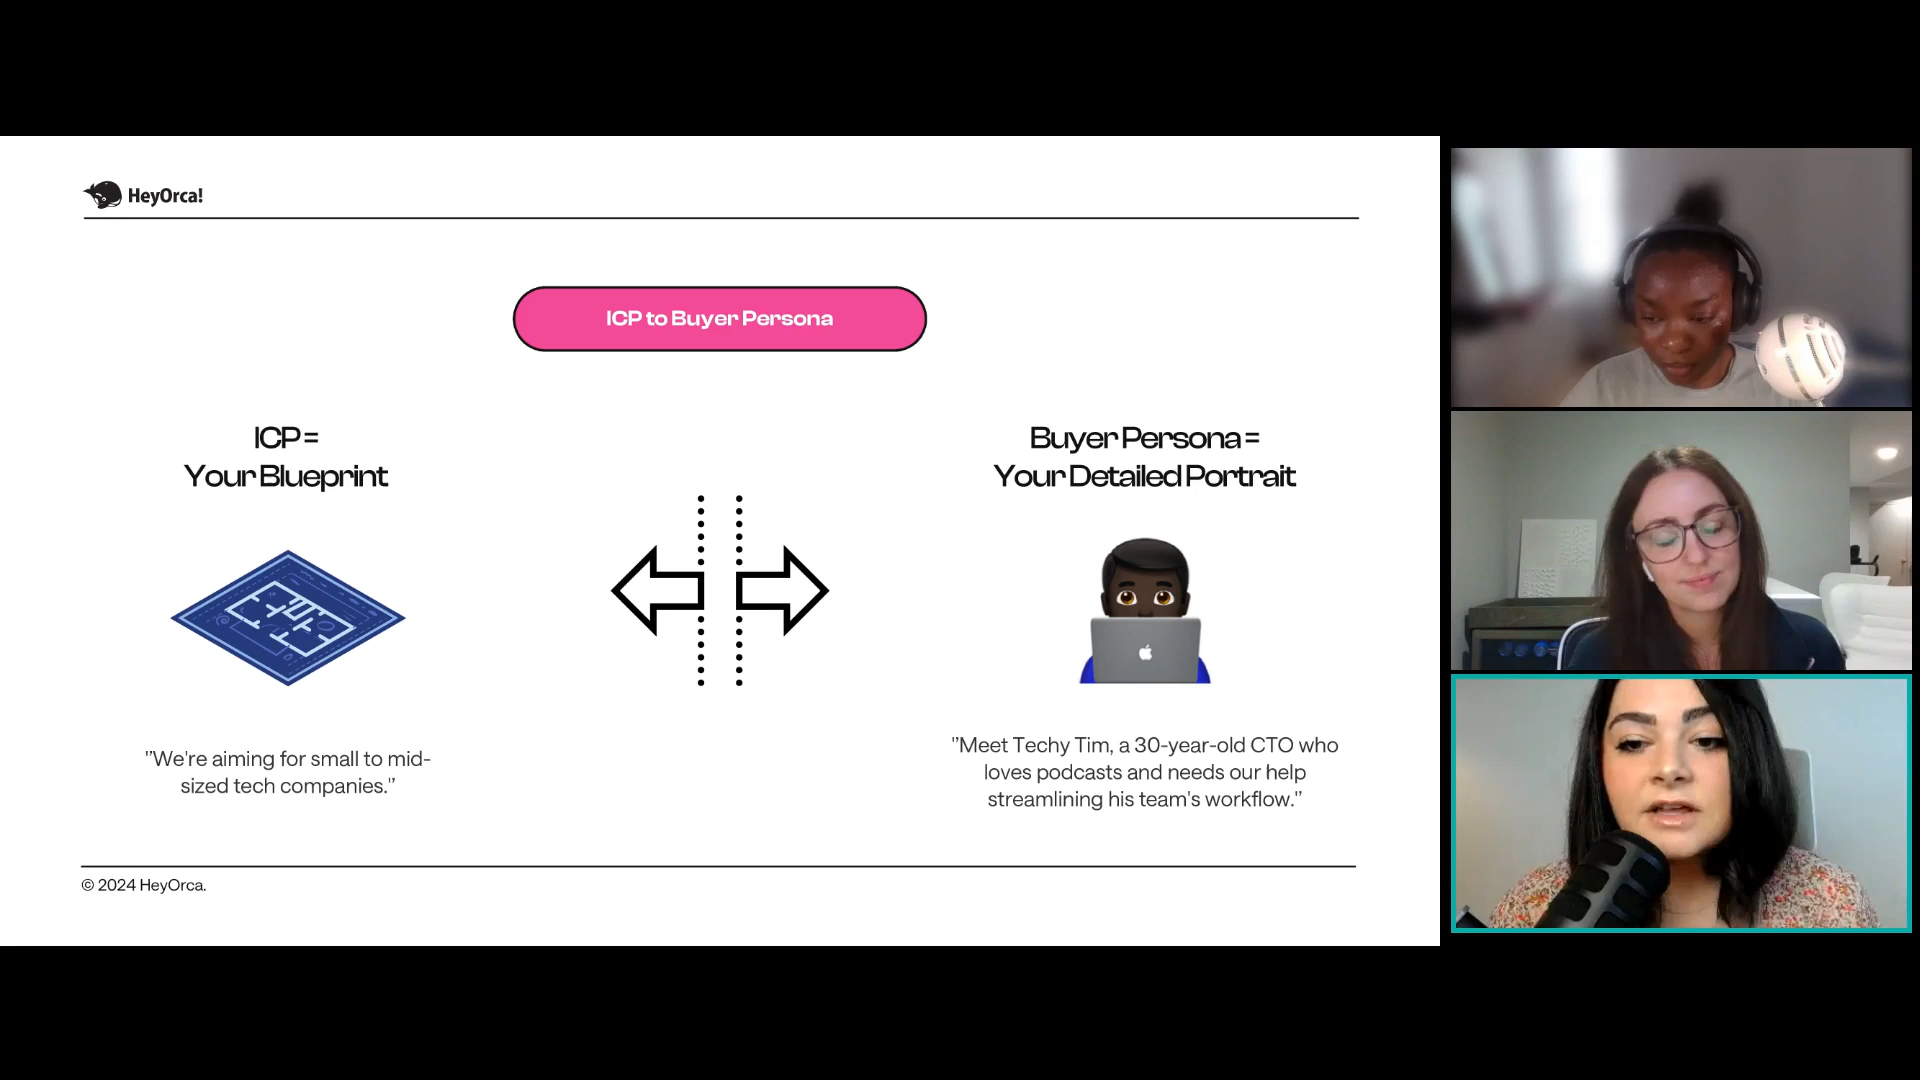 HeyOrca!
ICP to Buyer Persona
ICP =
Your Blueprint
"We're aiming for small to mid-
sized tech companies."
Buyer Persona =
Your Detailed Portrait
"Meet Techy Tim, a 30-year-old CTO who
loves podcasts and needs our help
streamlining his team's workflow."
© 2024 HeyOrca.